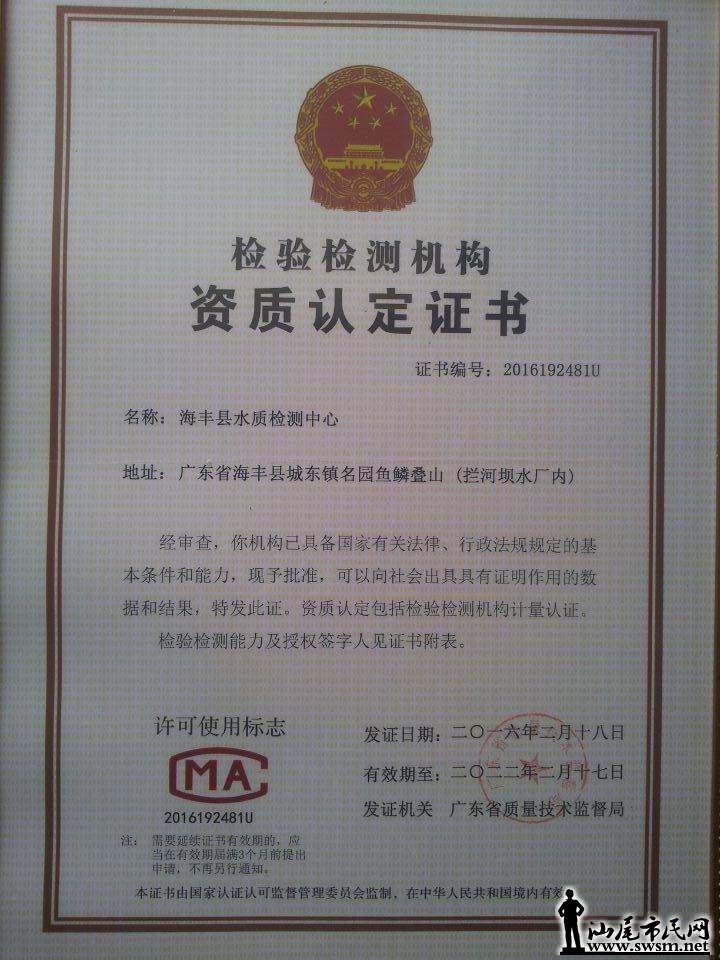 检验检测机构
资质认定证书
证书编号：2016192481U
名称：海丰县水质检测中心
地址：广东省海丰县城东镇名园鱼鳞叠山（拦河坝水厂内）
经审查，你机构已具备国家有关法律、行政法规规定的基
本条件和能力，现予批准，可以向社会出具具有证明作用的数
据和结果，特发此证。资质认定包括检验检测机构计量认证。
检验检测能力及授权签字人见证书附表。
许可使用标志
MA
2016192481U
注：需要延续证书有效期的，应
当在有效期届满3个月前提出
申请，不再另行通知。
发证日期：二〇一六年二月十八日
有效期至：二〇二二年二月十七日
发证机关 广东省质量技术监督局
本证书由国家认证认可监督管理委员会监制，在中华人民共和国境内有效
汕尾市民网
www.swsm.net